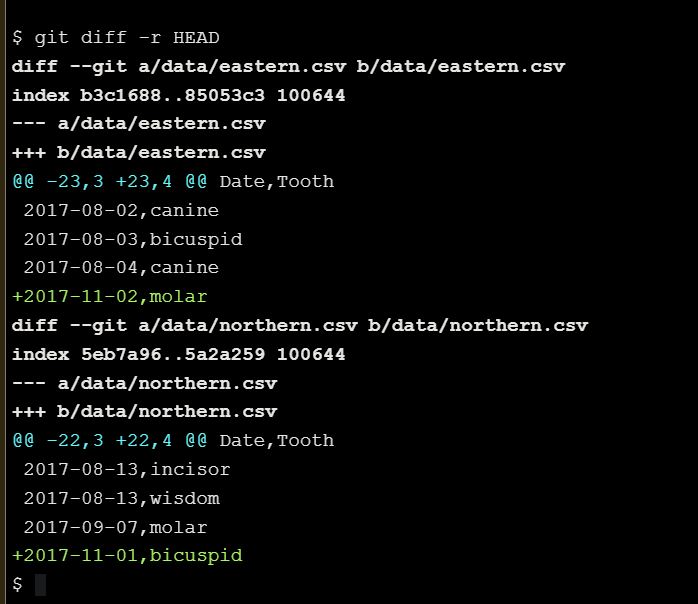 $ git diff -r HEAD
diff --git a/data/eastern.csv b/data/eastern.csv
index b3c1688..85053c3 100644
--- a/data/eastern.csv
+++ b/data/eastern.csv
@@ -23,3 +23,4 @@ Date,Tooth
 2017-08-02,canine
 2017-08-03,bicuspid
 2017-08-04,canine
+2017-11-02,molar
diff --git a/data/northern.csv b/data/northern.csv
index 5eb7a96..5a2a259 100644
--- a/data/northern.csv
+++ b/data/northern.csv
@@ -22,3 +22,4 @@ Date,Tooth
 2017-08-13,incisor
 2017-08-13,wisdom
 2017-09-07,molar
+2017-11-01,bicuspid
$